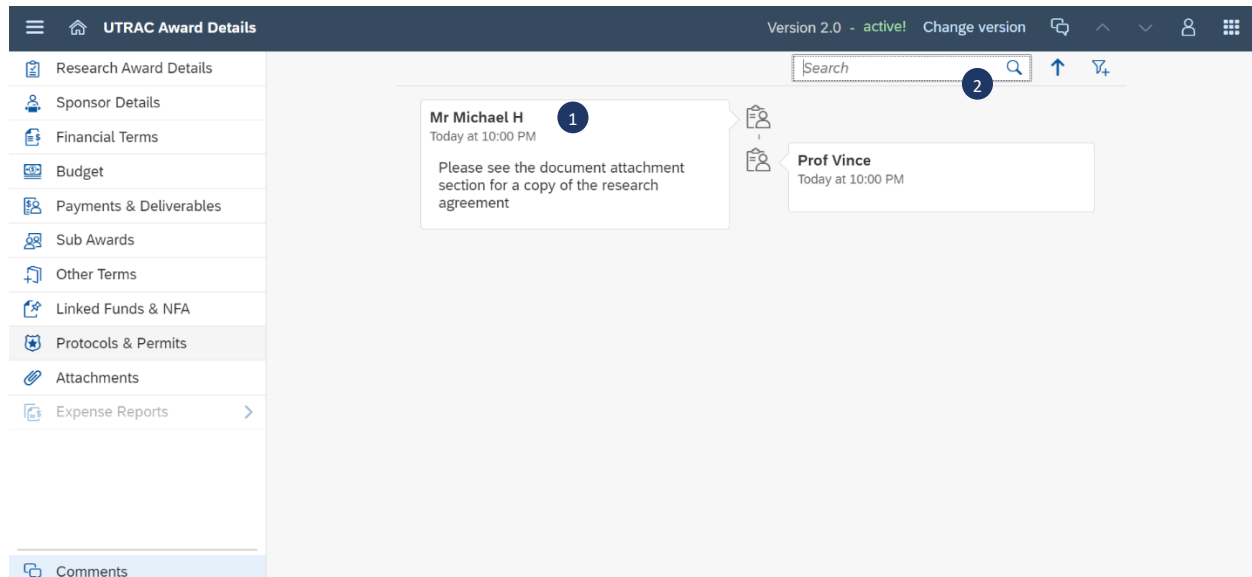 UTRAC Award Details
Version 2.0 - active! Change version
Research Award Details
Sponsor Details
Financial Terms
Budget
Payments & Deliverables
Sub Awards
Other Terms
Linked Funds & NFA
Protocols & Permits
Attachments
Expense Reports
Comments
Search
2
Mr Michael H
1
Today at 10:00 PM
Please see the document attachment
section for a copy of the research
agreement
Prof Vince
Today at 10:00 PM